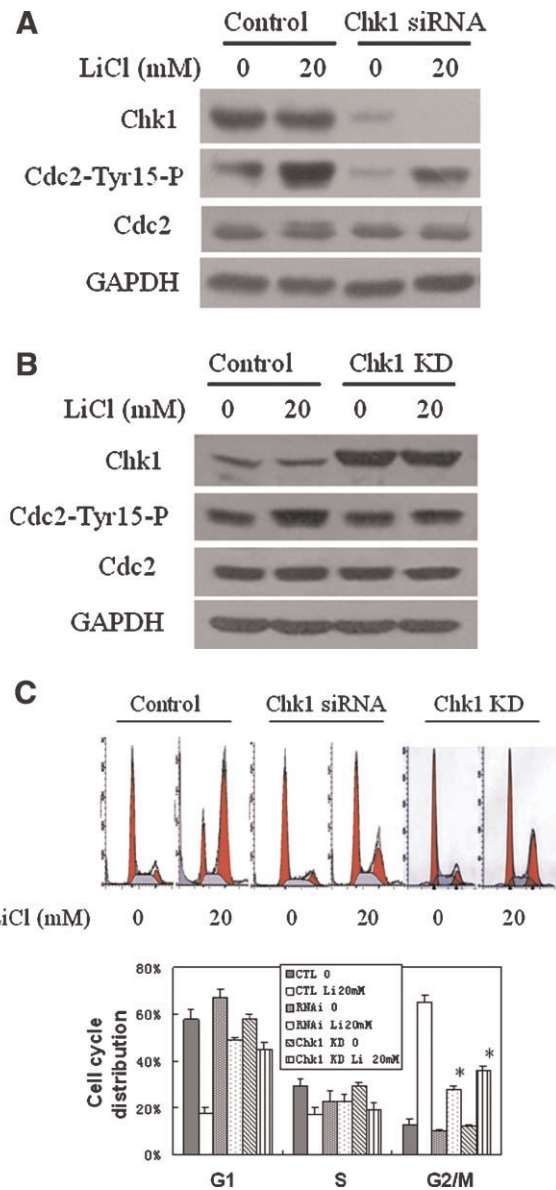 A
Control Chk1 siRNA
LiCl (mM) 0 20 0 20
Chk1
Cdc2-Tyr15-P
Cdc2
GAPDH
B
Control Chk1 KD
LiCl (mM) 0 20 0 20
Chk1
Cdc2-Tyr15-P
Cdc2
GAPDH
C
Control Chk1 siRNA Chk1 KD
LiCl (mM) 0 20 0 20 0 20
Cell cycle
distribution
80%
60%
40%
20%
0%
CTL 0
CTL Li20mM
RNAi 0
RNAi Li20mM
Chk1 KD 0
Chk1 KD Li 20mM
* *
G1 S G2/M